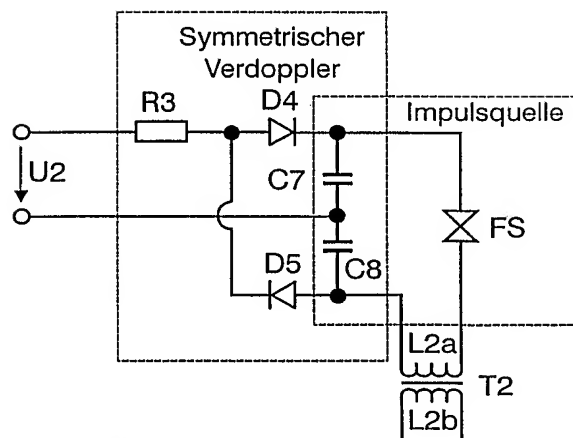 Symmetrischer
Verdoppler
R3
D4
Impulsquelle
U2
C7
FS
D5
C8
L2a
T2
L2b